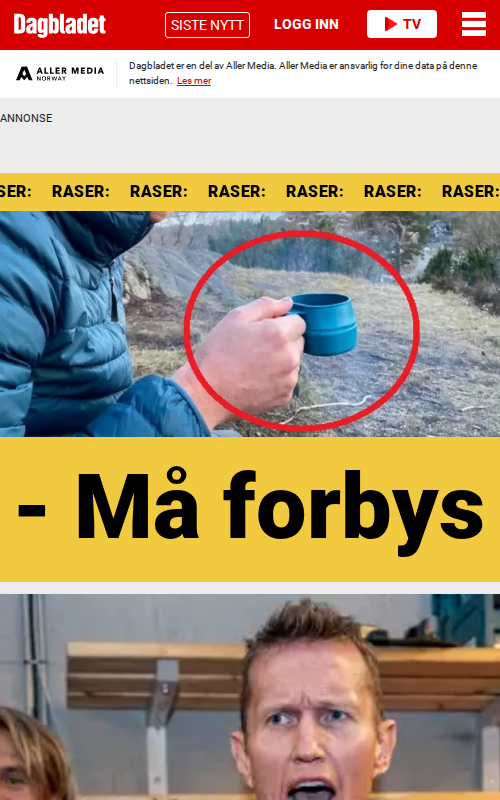 Dagbladet SISTE NYTT LOGG INN TV
ALLER MEDIA
NORWAY
Dagbladet er en del av Aller Media. Aller Media er ansvarlig for dine data på denne
nettsiden. Les mer
ANNONSE
SER: RASER: RASER: RASER: RASER: RASER: RASER:
- Må forbys